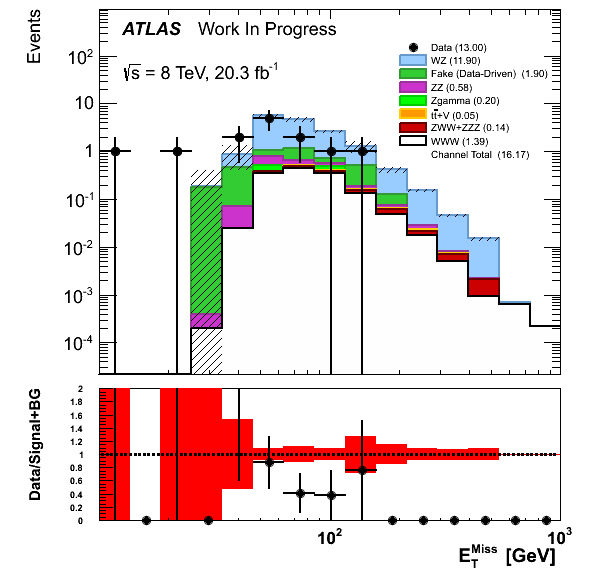 Events
ATLAS Work In Progress
√s = 8 TeV, 20.3 fb⁻¹
Data (13.00)
WZ (11.90)
Fake (Data-Driven) (1.90)
ZZ (0.58)
Zgamma (0.20)
tt̄+V (0.05)
ZWW+ZZZ (0.14)
WWW (1.39)
Channel Total (16.17)
10²
10
1
10⁻¹
10⁻²
10⁻³
10⁻⁴
Data/Signal+BG
2
1.8
1.6
1.4
1.2
1
0.8
0.6
0.4
0.2
0
10²
10³
E_T^Miss [GeV]